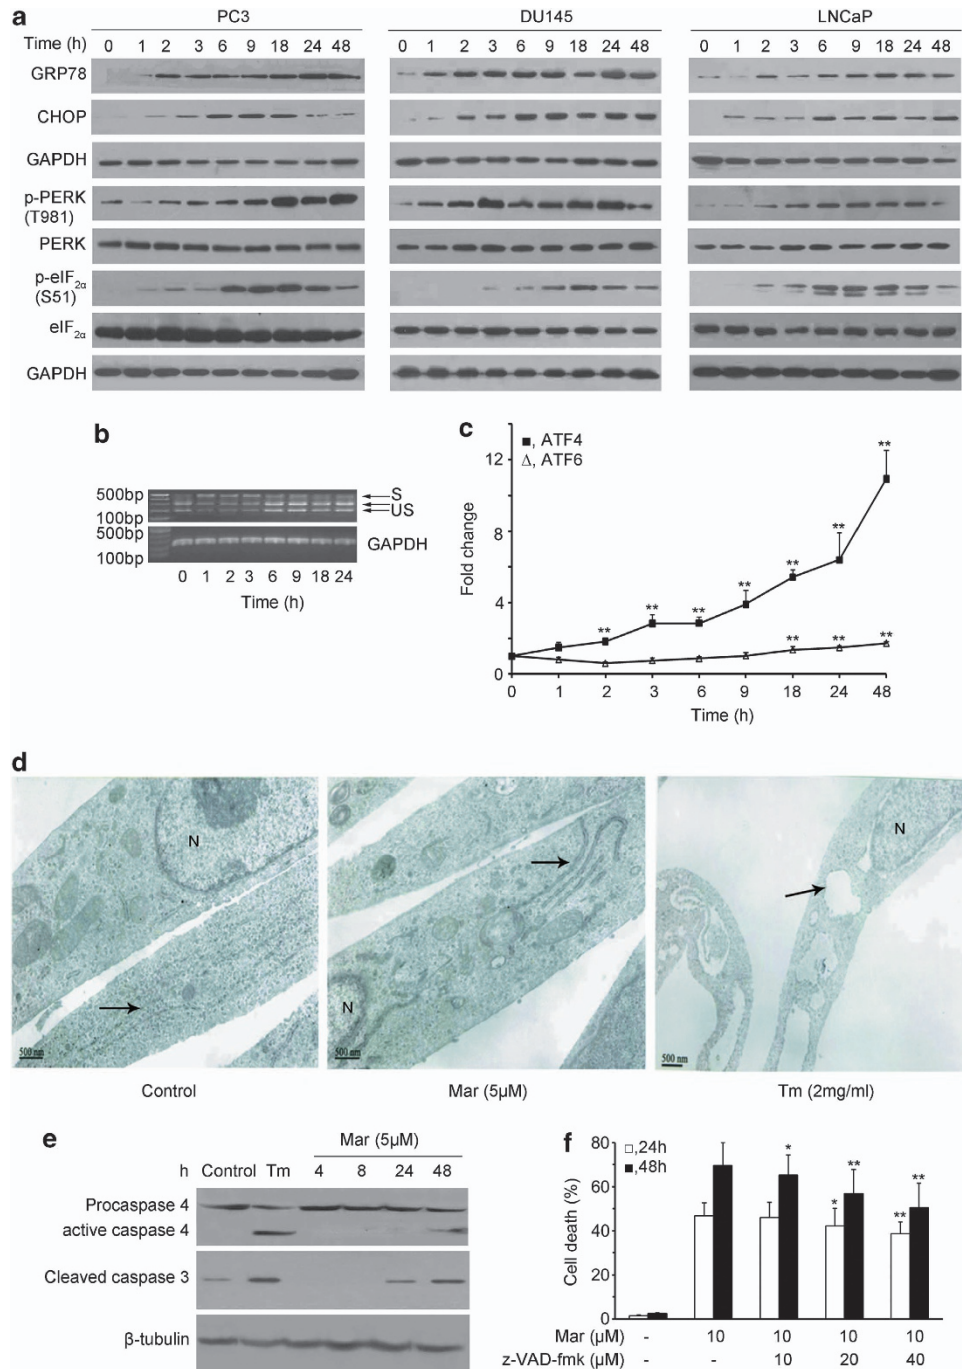 a
PC3 DU145 LNCaP
Time (h) 0 1 2 3 6 9 18 24 48 0 1 2 3 6 9 18 24 48 0 1 2 3 6 9 18 24 48
GRP78
CHOP
GAPDH
p-PERK
(T981)
PERK
p-eIF2α
(S51)
eIF2α
GAPDH
b
500bp S
US
100bp
500bp GAPDH
100bp
0 1 2 3 6 9 18 24
Time (h)
c
■, ATF4
△, ATF6
Fold change
12
8
4
0
** ** ** ** ** ** **
** ** **
0 1 2 3 6 9 18 24 48
Time (h)
d
N N N
500 nm 500 nm 500 nm
Control Mar (5μM) Tm (2mg/ml)
e
Mar (5μM)
h Control Tm 4 8 24 48
Procaspase 4
active caspase 4
Cleaved caspase 3
β-tubulin
f
□,24h
■,48h
Cell death (%)
80
60
40
20
0
* ** **
* **
Mar (μM) - 10 10 10 10
z-VAD-fmk (μM) - - 10 20 40